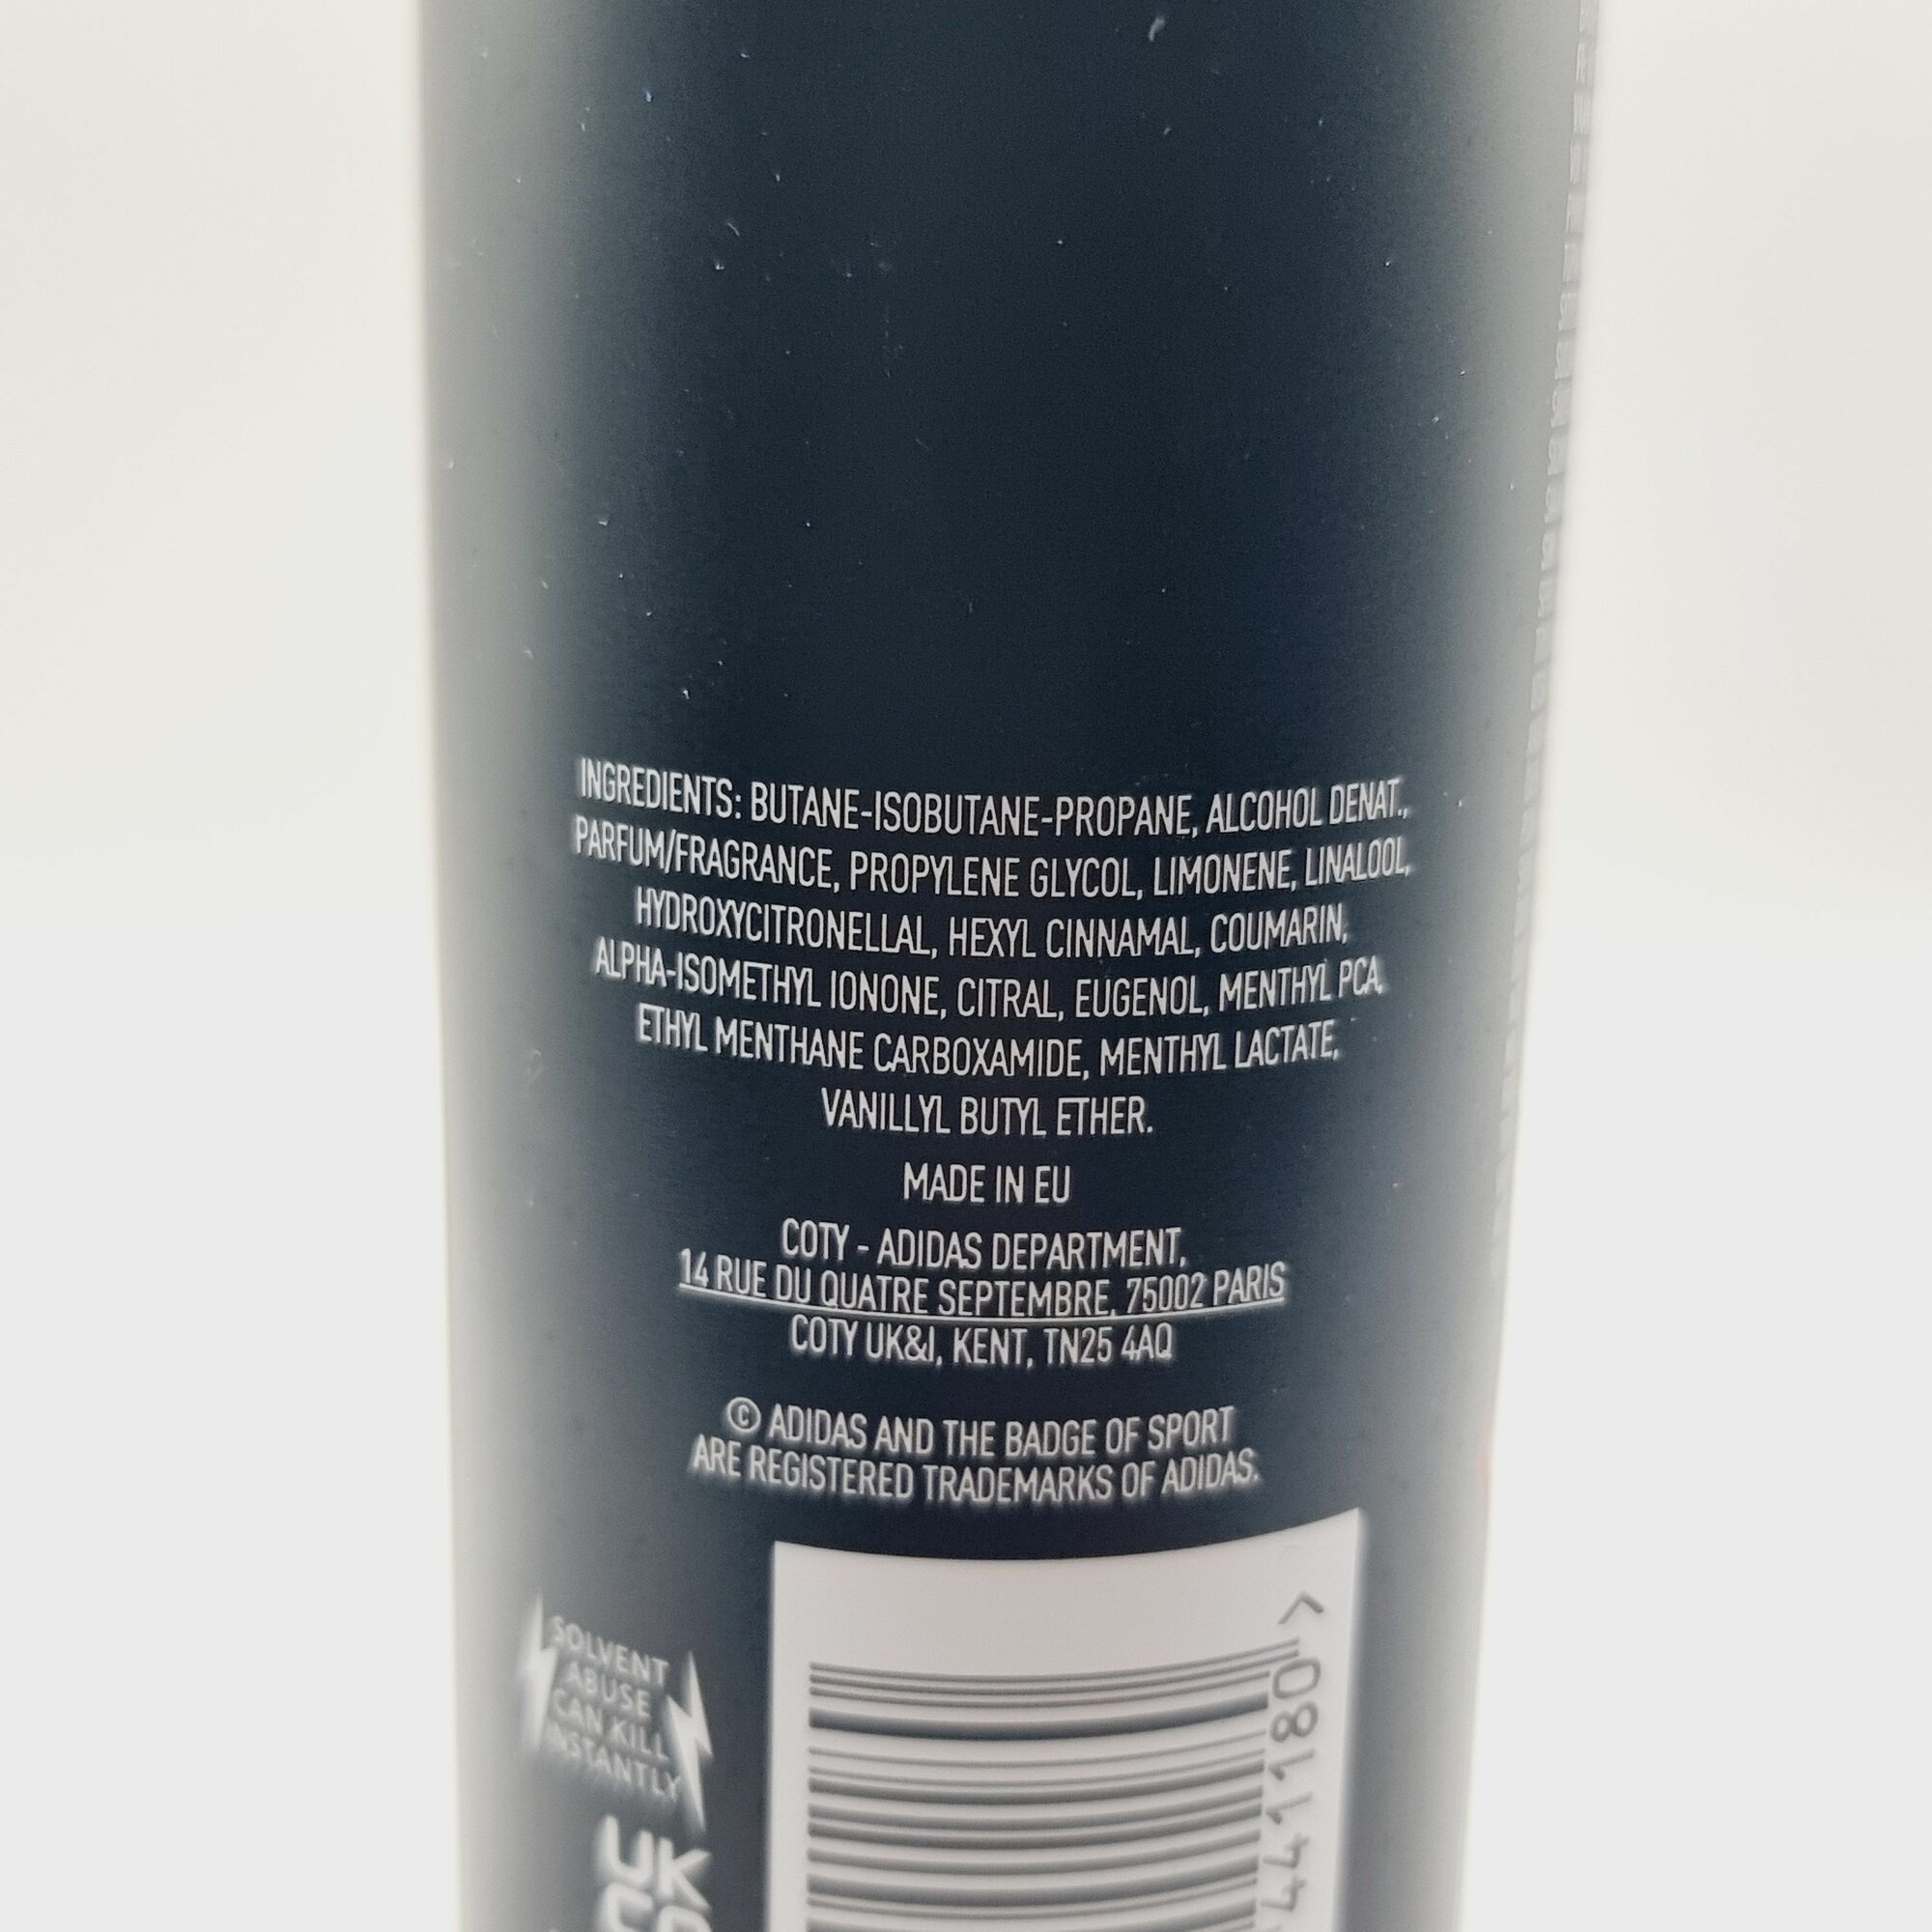 INGREDIENTS: BUTANE-ISOBUTANE-PROPANE, ALCOHOL DENAT.,
PARFUM/FRAGRANCE, PROPYLENE GLYCOL, LIMONENE, LINALOOL,
HYDROXYCITRONELLAL, HEXYL CINNAMAL, COUMARIN,
ALPHA-ISOMETHYL IONONE, CITRAL, EUGENOL, MENTHYL PCA,
ETHYL MENTHANE CARBOXAMIDE, MENTHYL LACTATE,
VANILLYL BUTYL ETHER.
MADE IN EU
COTY - ADIDAS DEPARTMENT,
14 RUE DU QUATRE SEPTEMBRE, 75002 PARIS
COTY UK&I, KENT, TN25 4AQ
© ADIDAS AND THE BADGE OF SPORT
ARE REGISTERED TRADEMARKS OF ADIDAS.
SOLVENT
ABUSE
CAN KILL
INSTANTLY
UK
441180>